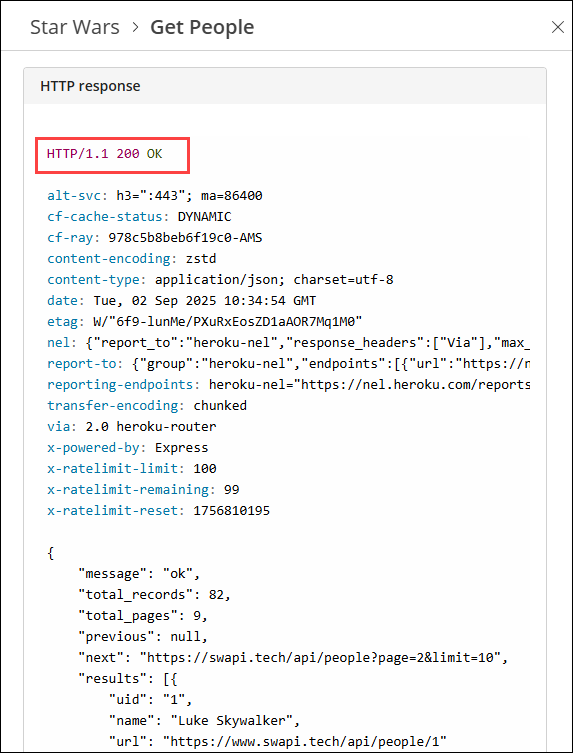 Star Wars > Get People
HTTP response
HTTP/1.1 200 OK
alt-svc: h3=":443"; ma=86400
cf-cache-status: DYNAMIC
cf-ray: 978c5b8beb6f19c0-AMS
content-encoding: zstd
content-type: application/json; charset=utf-8
date: Tue, 02 Sep 2025 10:34:54 GMT
etag: W/"6f9-lunMe/PXuRxEosZD1aAOR7Mq1M0"
nel: {"report_to":"heroku-nel","response_headers":["Via"],"max_
report-to: {"group":"heroku-nel","endpoints":[{"url":"https://n
reporting-endpoints: heroku-nel="https://nel.heroku.com/reports
transfer-encoding: chunked
via: 2.0 heroku-router
x-powered-by: Express
x-ratelimit-limit: 100
x-ratelimit-remaining: 99
x-ratelimit-reset: 1756810195
{
"message": "ok",
"total_records": 82,
"total_pages": 9,
"previous": null,
"next": "https://swapi.tech/api/people?page=2&limit=10",
"results": [{
"uid": "1",
"name": "Luke Skywalker",
"url": "https://www.swapi.tech/api/people/1"